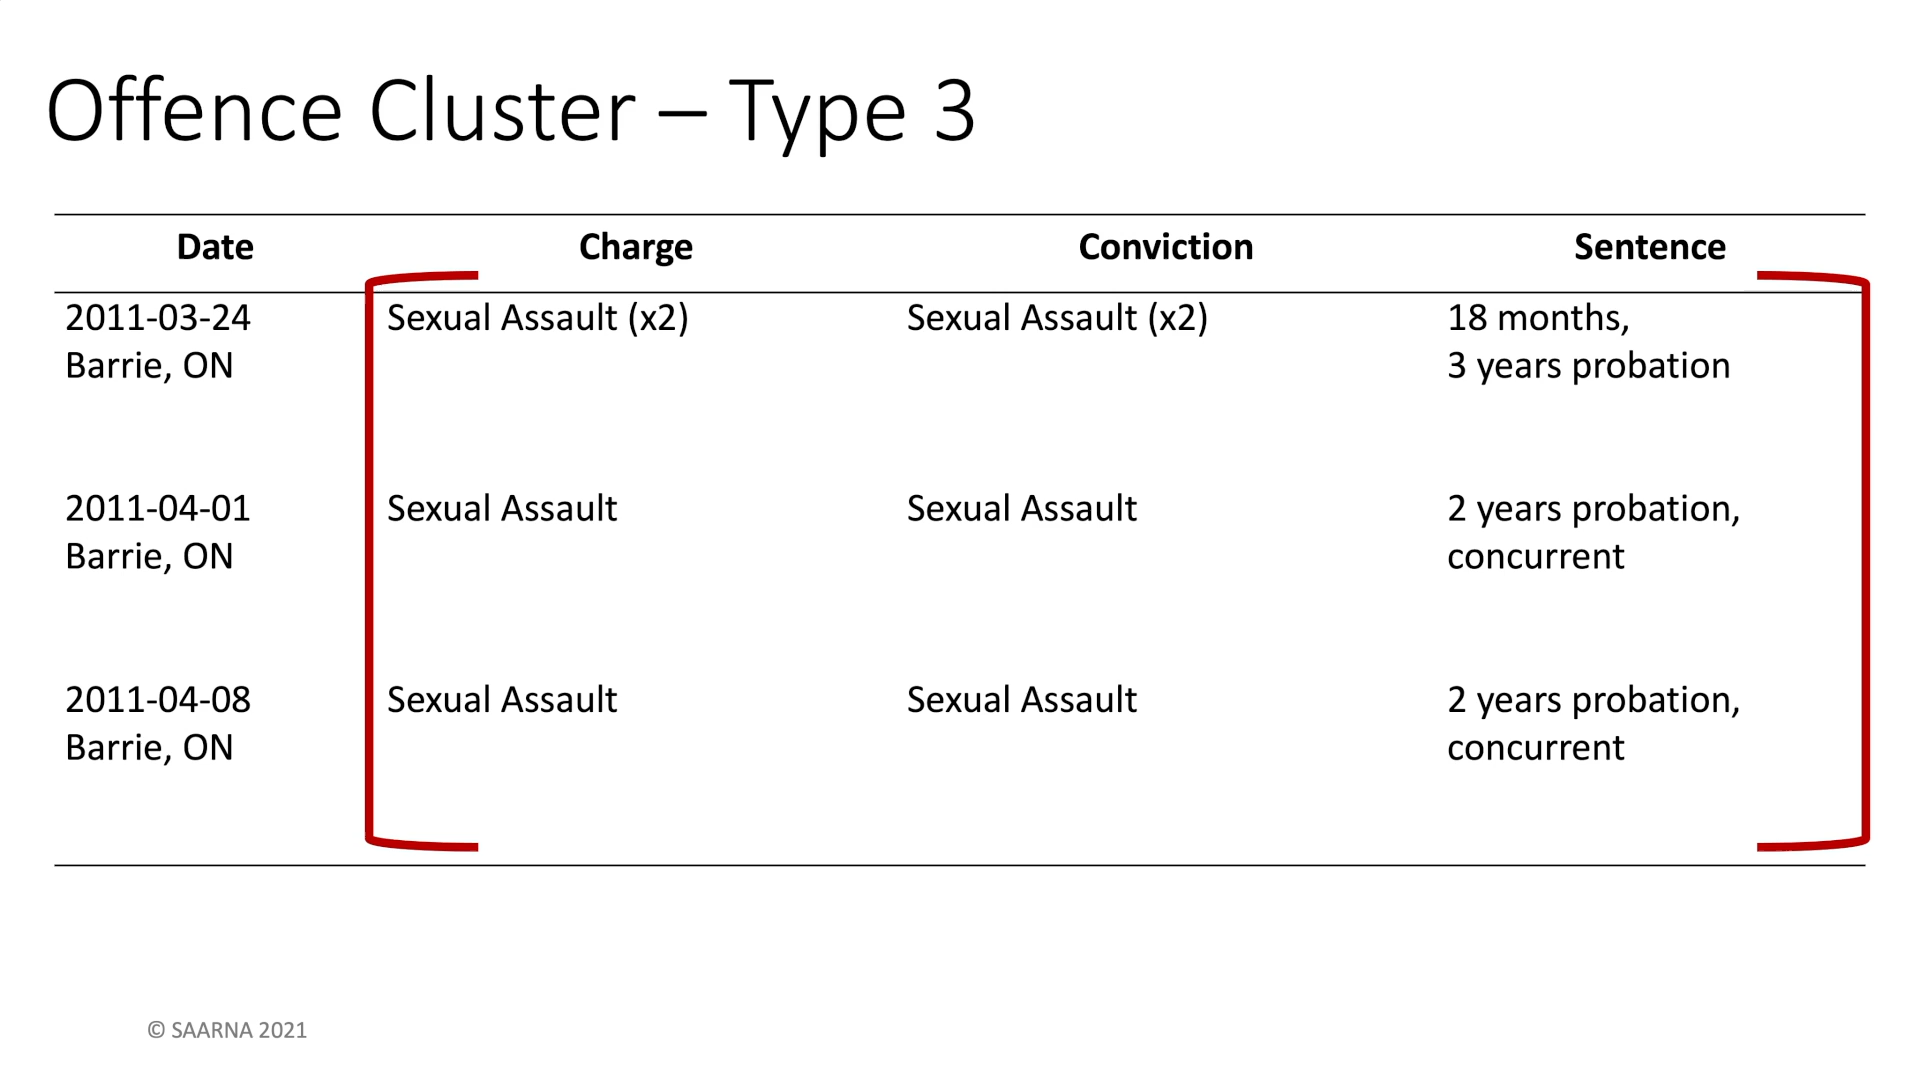 Offence Cluster – Type 3
Date Charge Conviction Sentence
2011-03-24 Sexual Assault (x2) Sexual Assault (x2) 18 months,
Barrie, ON 3 years probation
2011-04-01 Sexual Assault Sexual Assault 2 years probation,
Barrie, ON concurrent
2011-04-08 Sexual Assault Sexual Assault 2 years probation,
Barrie, ON concurrent
© SAARNA 2021